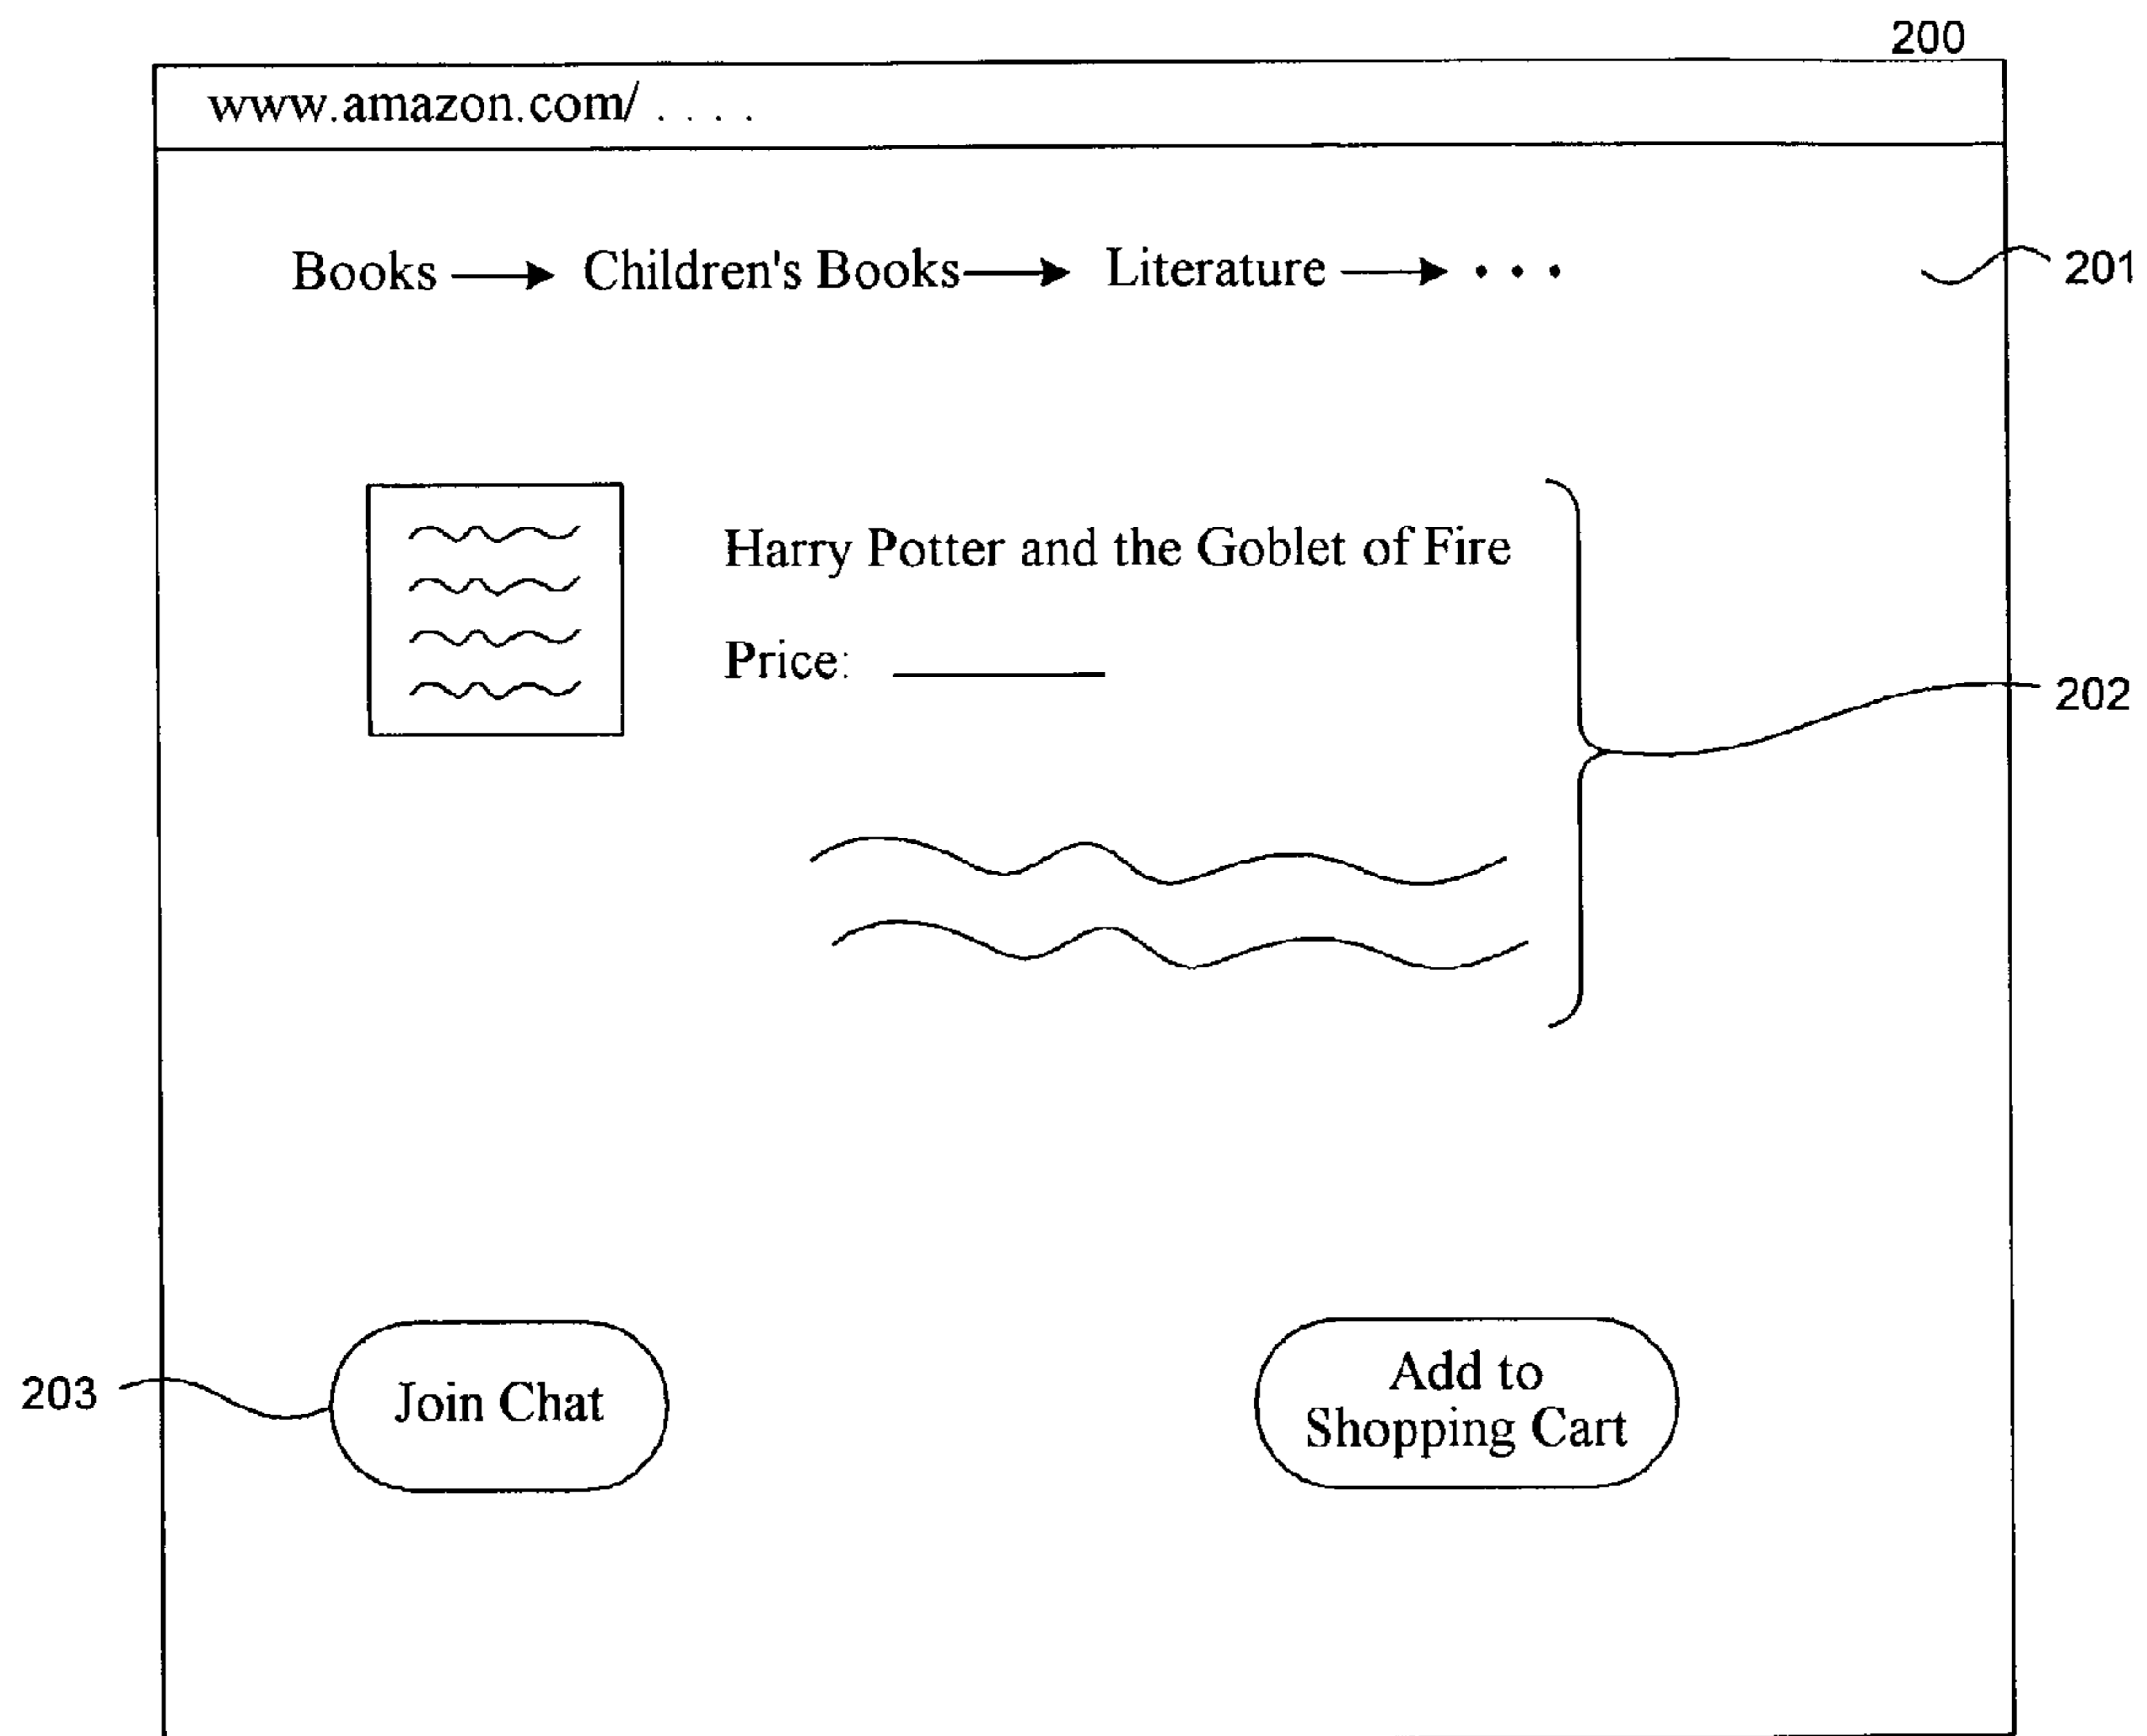 200
www.amazon.com/ . . . .
Books → Children's Books → Literature → • • •
201
Harry Potter and the Goblet of Fire
Price: ________
202
203
Join Chat
Add to
Shopping Cart